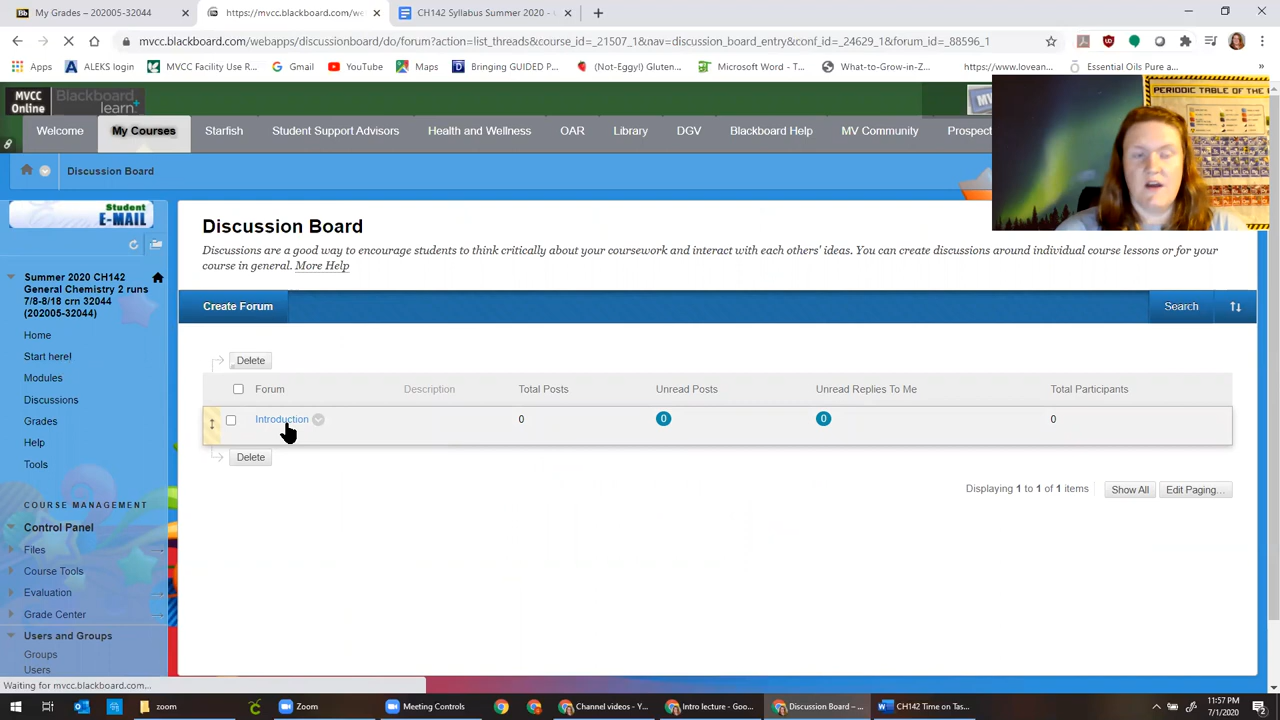 My Grades – 202005-32044
https://mvcc.blackboard.com/we
CH142 Syllabus Summer 2020 -
mvcc.blackboard.com/webapps/discussionboard/do/forum?action=list_threads&course_id=_21507_1&nav=discussion_board_entry&conf_id=_24629_1&forum_id=_88596_1
Apps
ALEKS login
MVCC Facility Use R...
Gmail
YouTube
Maps
Bringing GUIDED P...
(Not-Eggy!) Gluten...
Microsoft Word - T...
What-to-Grow-in-Z...
https://www.lovean...
Essential Oils Pure a...
MVCC Online
Blackboard learn+
PERIODIC TABLE OF THE
Welcome
My Courses
Starfish
Student Support Advisors
Health and Wellness
OAR
Library
DGV
Blackboard Help
MV Community
Prospect
Discussion Board
Student E-MAIL
Summer 2020 CH142
General Chemistry 2 runs
7/8-8/18 crn 32044
(202005-32044)
Home
Start here!
Modules
Discussions
Grades
Help
Tools
COURSE MANAGEMENT
Control Panel
Files
Course Tools
Evaluation
Grade Center
Users and Groups
Groups
Users
Discussion Board
Discussions are a good way to encourage students to think critically about your coursework and interact with each others' ideas. You can create discussions around individual course lessons or for your
course in general. More Help
Create Forum
Search
Delete
Forum Description Total Posts Unread Posts Unread Replies To Me Total Participants
Introduction 0 0 0 0
Delete
Displaying 1 to 1 of 1 items Show All Edit Paging...
Waiting for mvcc.blackboard.com...
zoom
Zoom
Meeting Controls
Channel videos - Y...
Intro lecture - Goo...
Discussion Board –...
CH142 Time on Tas...
11:57 PM
7/1/2020